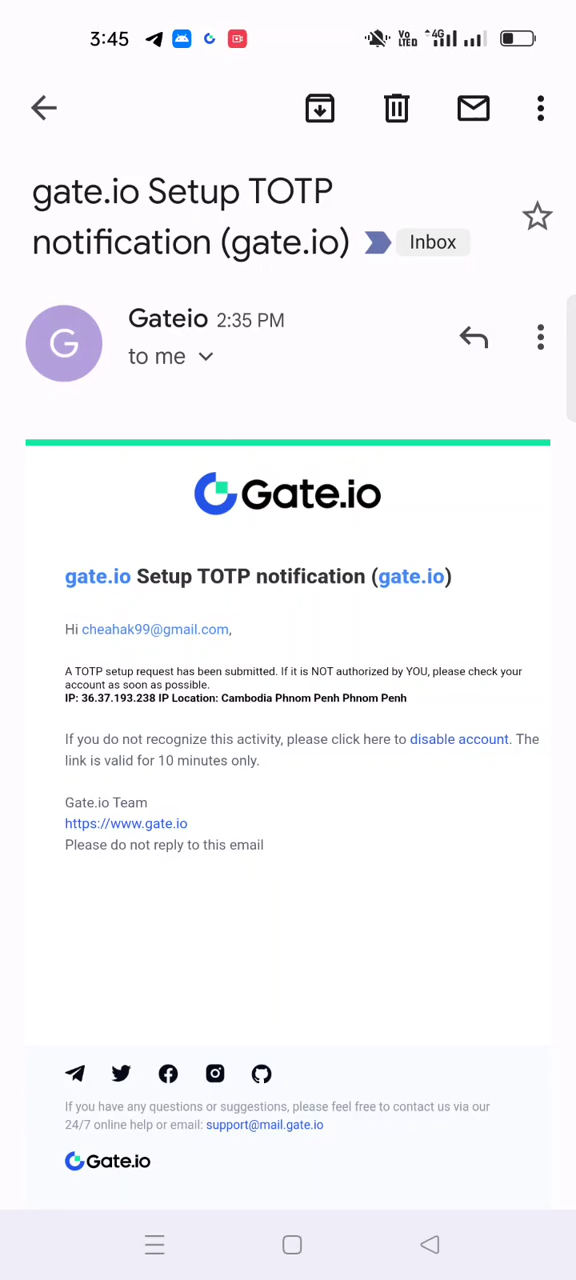 3:45
Vo
LTED
4G
gate.io Setup TOTP
notification (gate.io) Inbox
G
Gateio 2:35 PM
to me
Gate.io
gate.io Setup TOTP notification (gate.io)
Hi cheahak99@gmail.com,
A TOTP setup request has been submitted. If it is NOT authorized by YOU, please check your
account as soon as possible.
IP: 36.37.193.238 IP Location: Cambodia Phnom Penh Phnom Penh
If you do not recognize this activity, please click here to disable account. The
link is valid for 10 minutes only.
Gate.io Team
https://www.gate.io
Please do not reply to this email
If you have any questions or suggestions, please feel free to contact us via our
24/7 online help or email: support@mail.gate.io
Gate.io